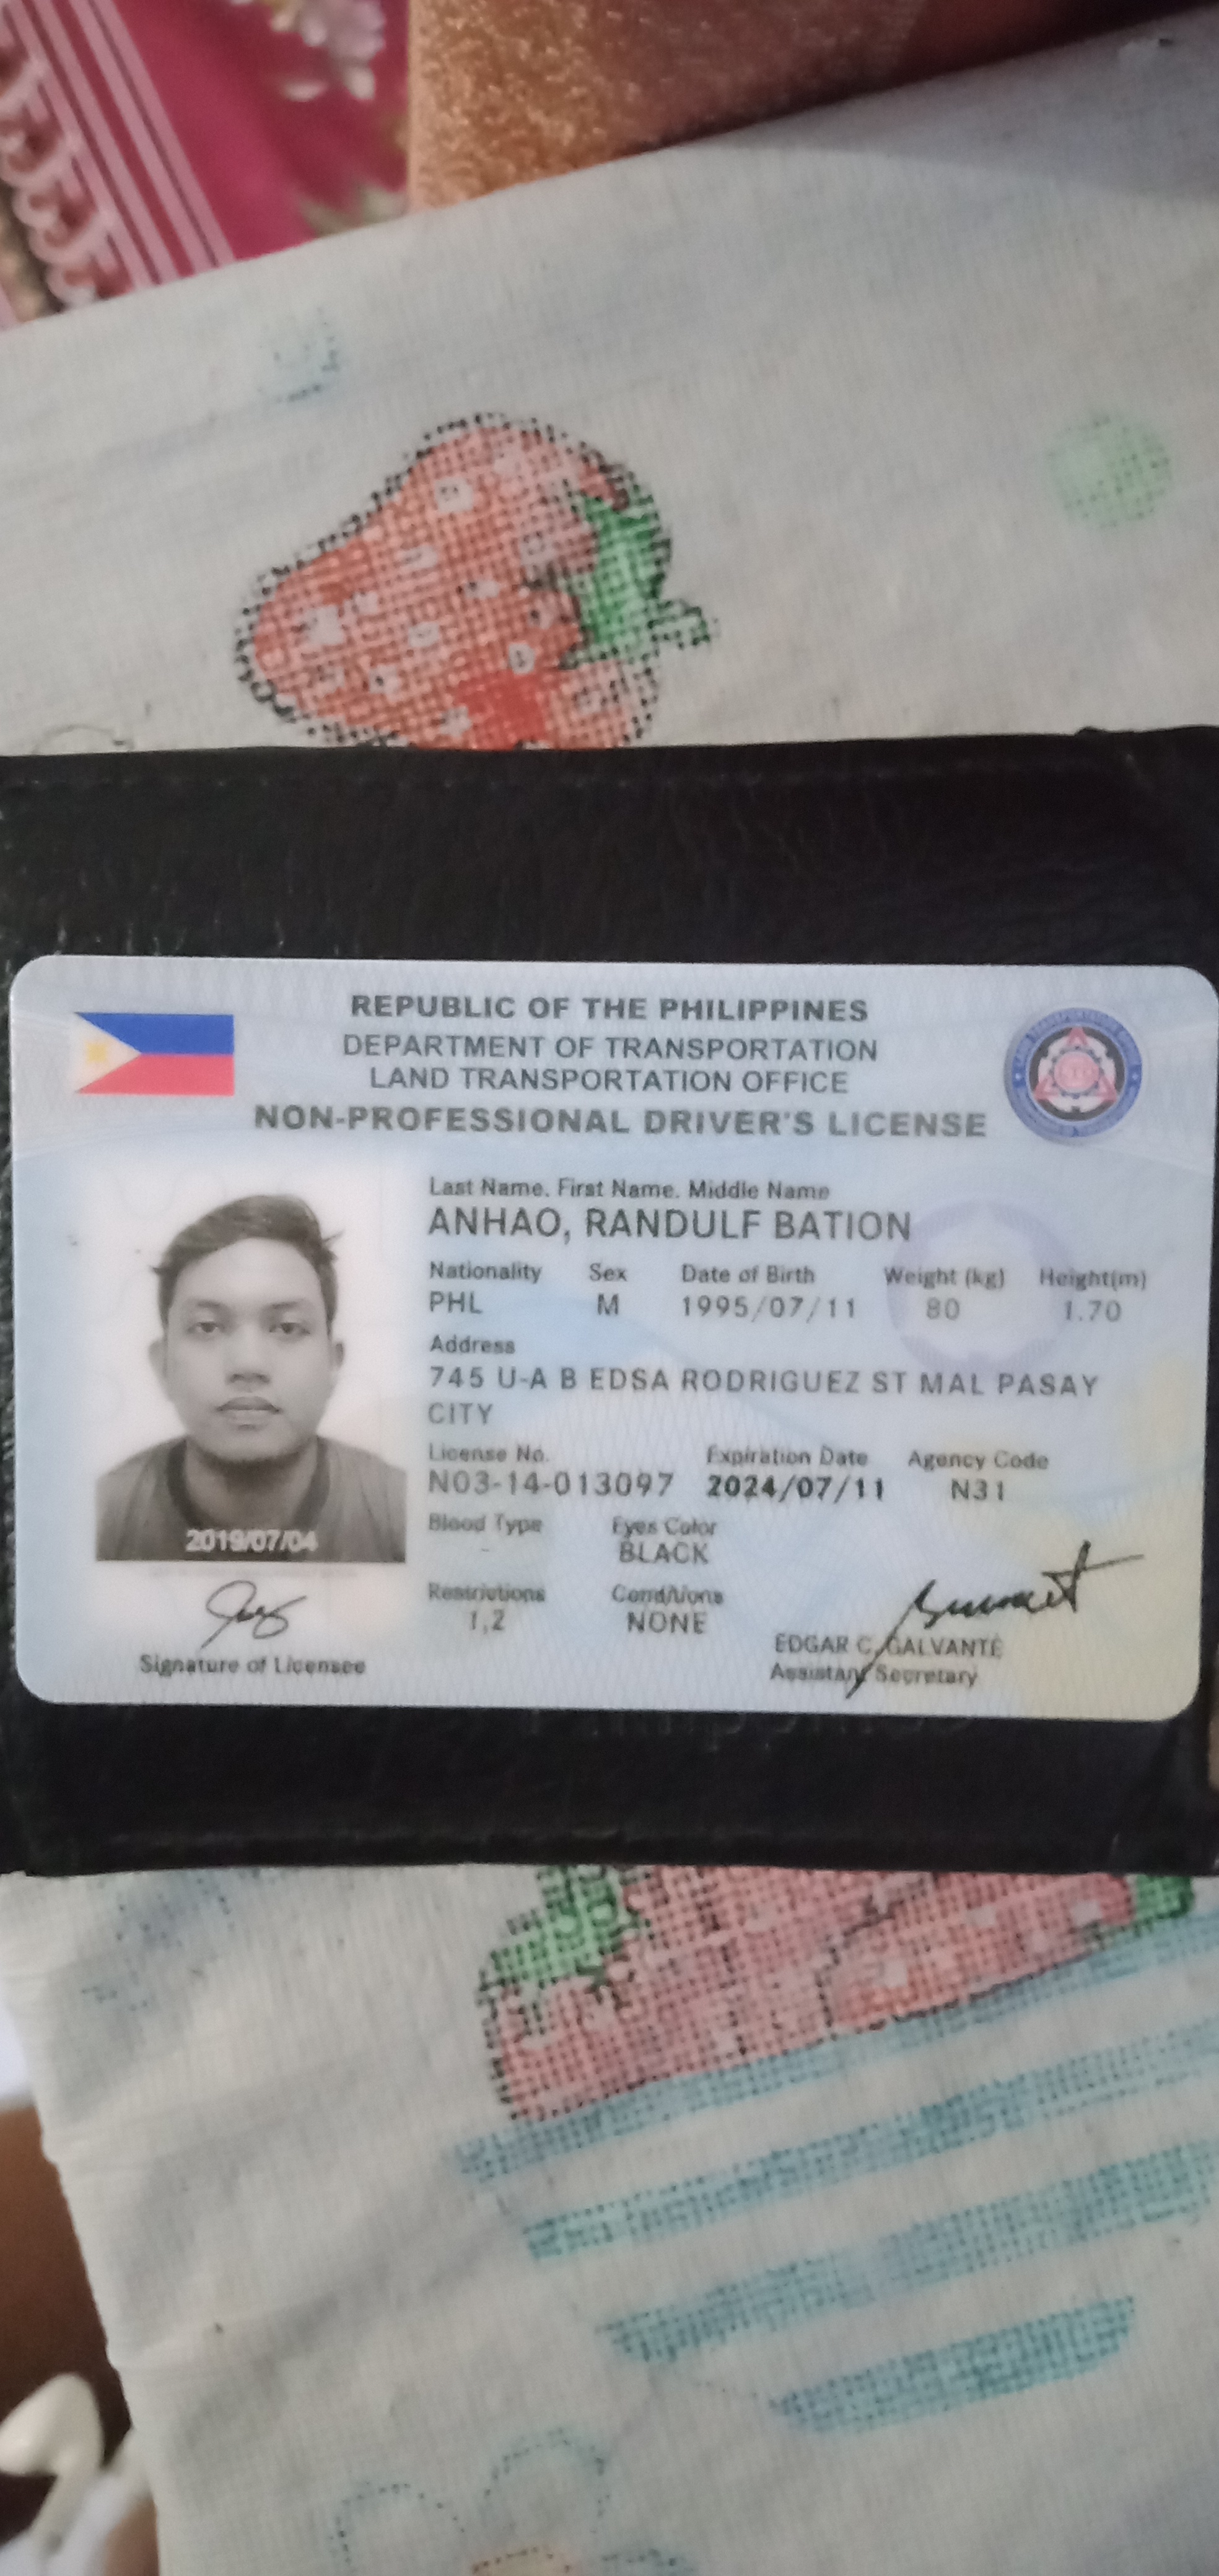 REPUBLIC OF THE PHILIPPINES
DEPARTMENT OF TRANSPORTATION
LAND TRANSPORTATION OFFICE
NON-PROFESSIONAL DRIVER'S LICENSE
Last Name, First Name, Middle Name
ANHAO, RANDULF BATION
Nationality Sex Date of Birth Weight (kg) Height(m)
PHL M 1995/07/11 80 1.70
Address
745 U-A B EDSA RODRIGUEZ ST MAL PASAY
CITY
License No. Expiration Date Agency Code
N03-14-013097 2024/07/11 N31
Blood Type Eyes Color
- BLACK
Restrictions Conditions
1,2 NONE
2019/07/04
Signature of Licensee
EDGAR C. GALVANTE
Assistant Secretary